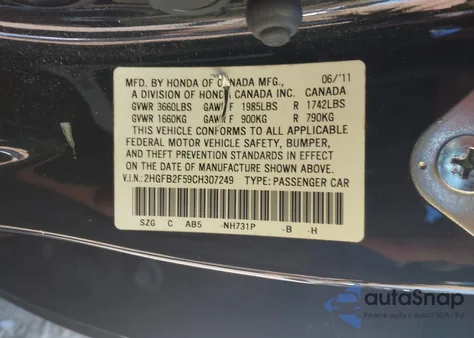 MFD. BY HONDA OF CANADA MFG., 06/'11
A DIVISION OF HONDA CANADA INC. CANADA
GVWR 3660LBS GAWR F 1985LBS R 1742LBS
GVWR 1660KG GAWR F 900KG R 790KG
THIS VEHICLE CONFORMS TO ALL APPLICABLE
FEDERAL MOTOR VEHICLE SAFETY, BUMPER,
AND THEFT PREVENTION STANDARDS IN EFFECT
ON THE DATE OF MANUFACTURE SHOWN ABOVE.
V.I.N.: 2HGFB2F59CH307249 TYPE: PASSENGER CAR
SZG C AB5 -NH731P -B -H
autoSnap